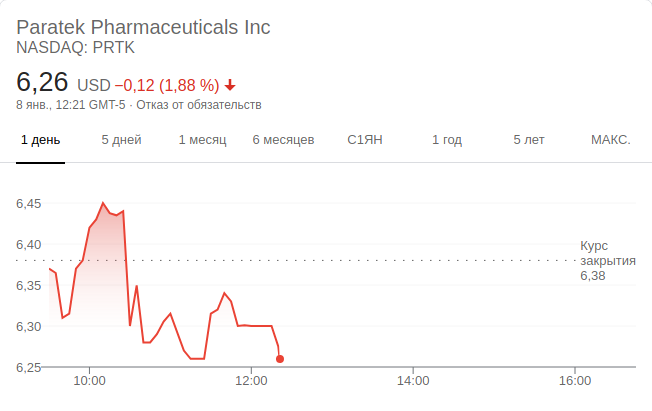 Paratek Pharmaceuticals Inc
NASDAQ: PRTK
6,26 USD −0,12 (1,88 %)
8 янв., 12:21 GMT-5 · Отказ от обязательств
1 день 5 дней 1 месяц 6 месяцев С1ЯН 1 год 5 лет МАКС.
6,45
6,40
6,35
6,30
6,25
Курс
закрытия
6,38
10:00 12:00 14:00 16:00